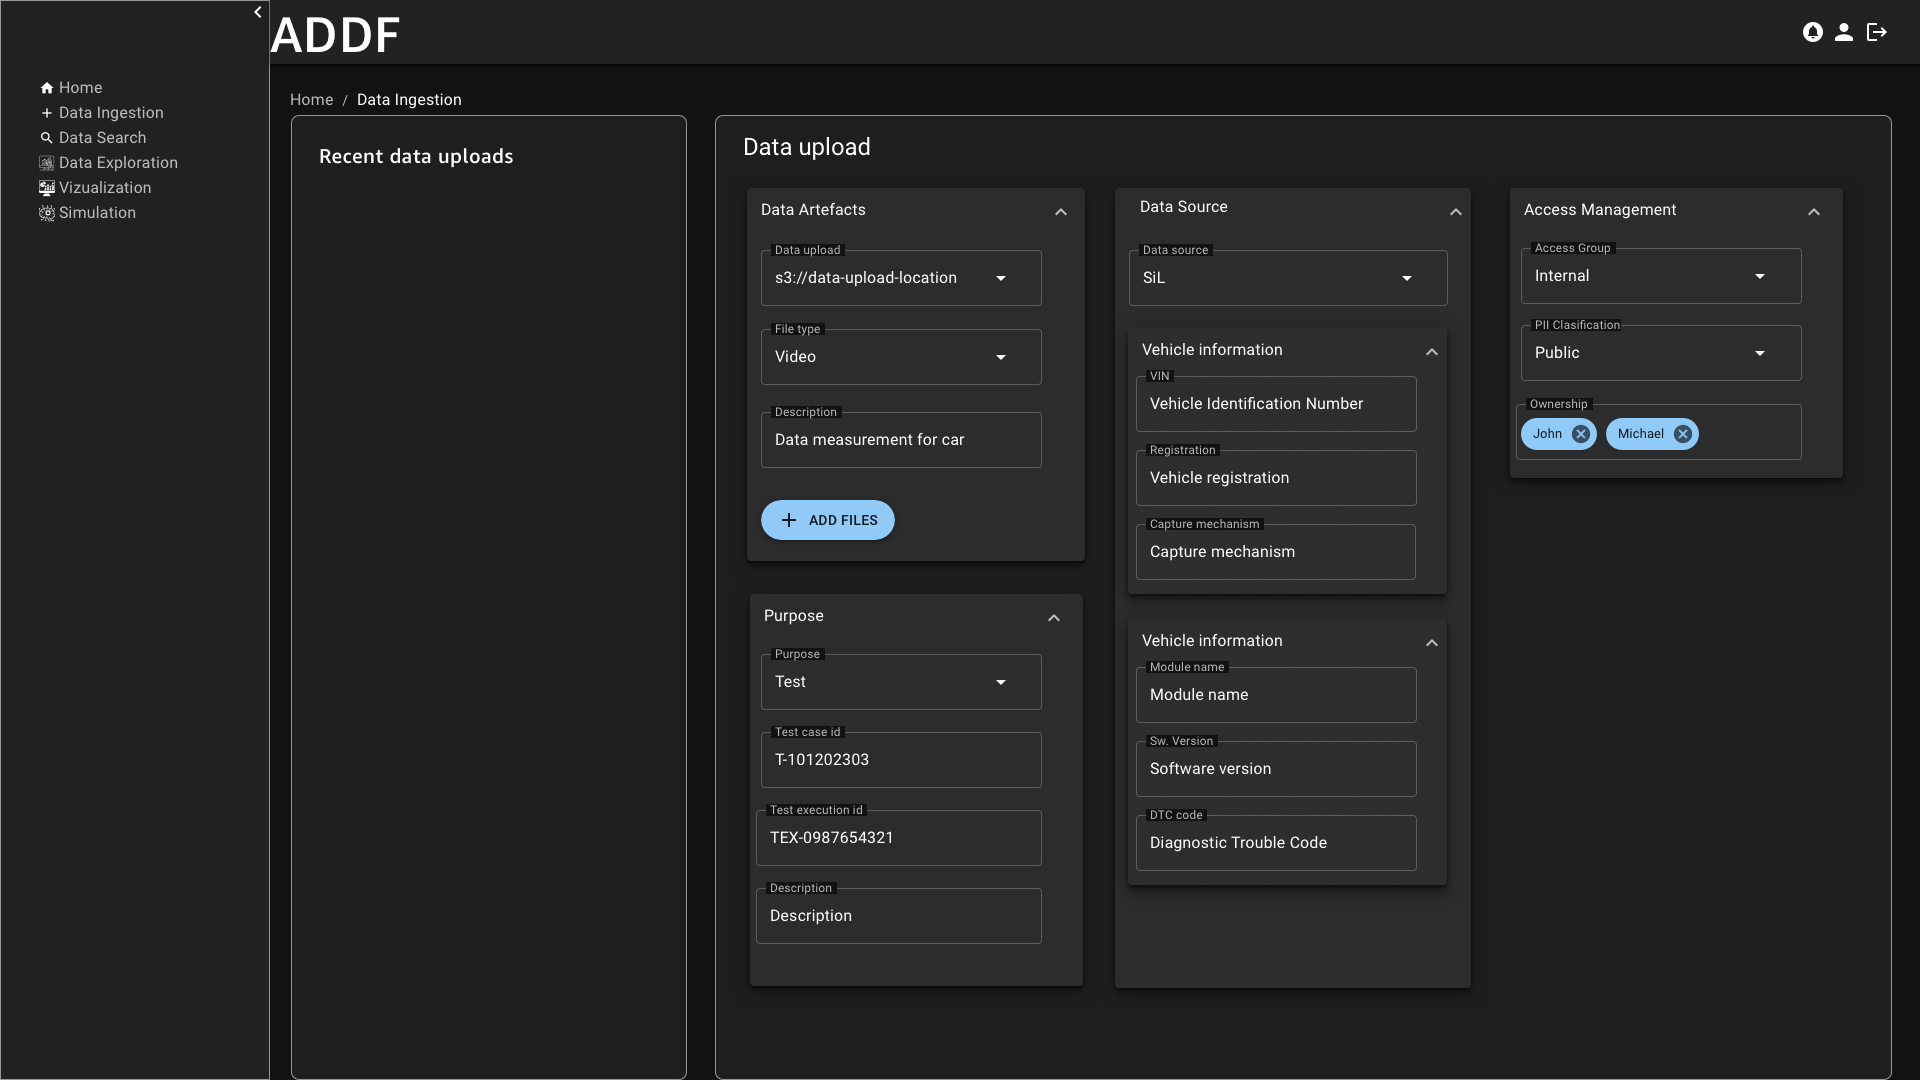 ADDF
Home
Data Ingestion
Data Search
Data Exploration
Vizualization
Simulation
Home / Data Ingestion
Recent data uploads
Data upload
Data Artefacts
Data upload
s3://data-upload-location
File type
Video
Description
Data measurement for car
ADD FILES
Purpose
Purpose
Test
Test case id
T-101202303
Test execution id
TEX-0987654321
Description
Description
Data Source
Data source
SiL
Vehicle information
VIN
Vehicle Identification Number
Registration
Vehicle registration
Capture mechanism
Capture mechanism
Vehicle information
Module name
Module name
Sw. Version
Software version
DTC code
Diagnostic Trouble Code
Access Management
Access Group
Internal
PII Clasification
Public
Ownership
John Michael